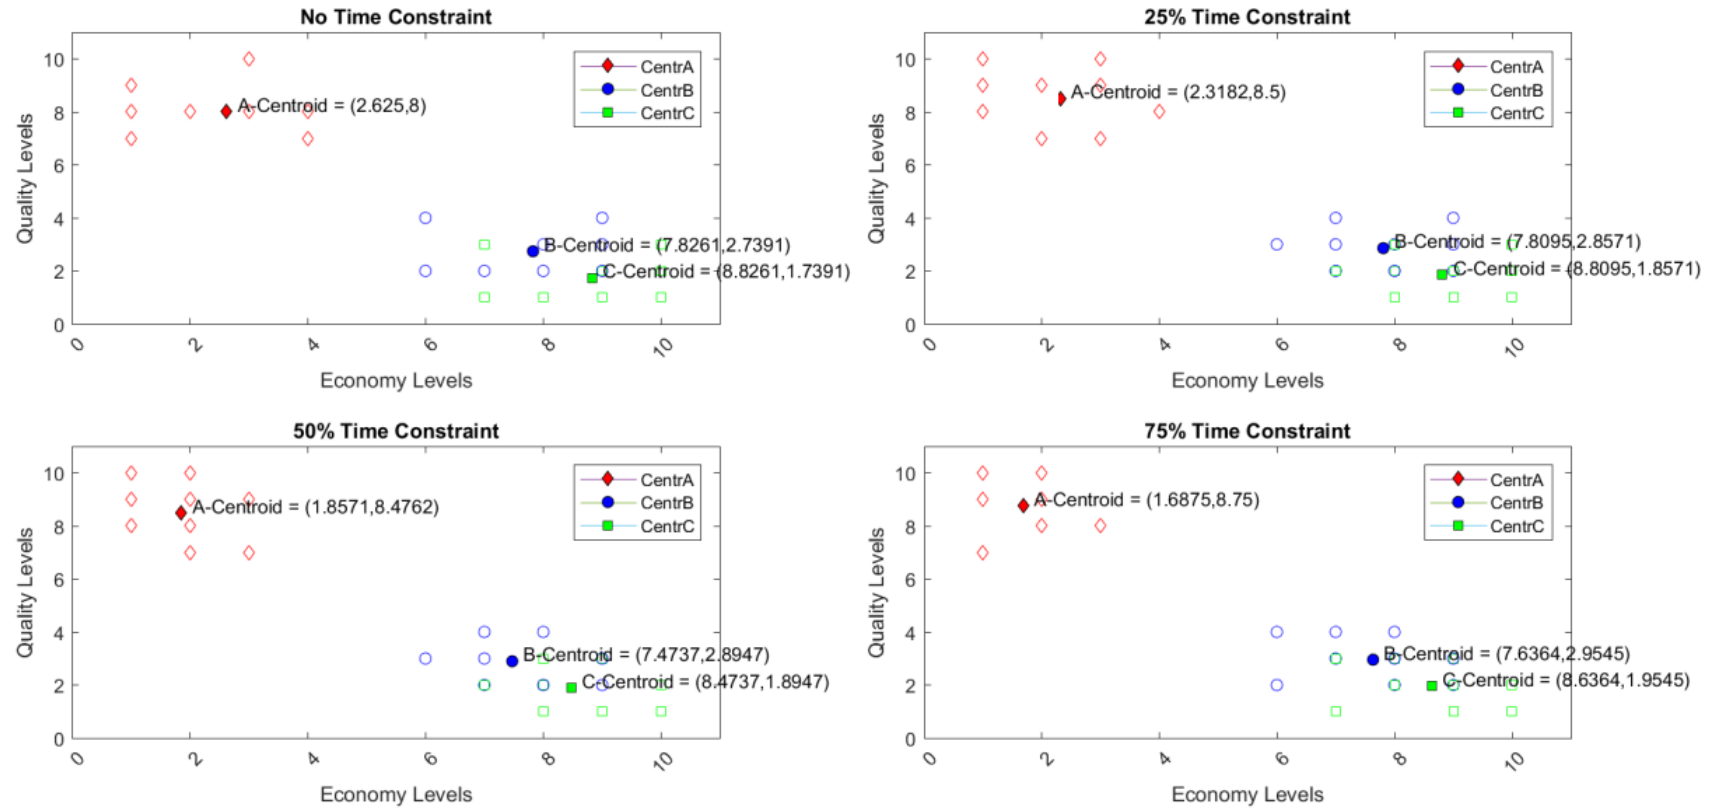 No Time Constraint
10
8
6
4
2
0
Quality Levels
CentrA
CentrB
CentrC
A-Centroid = (2.625,8)
B-Centroid = (7.8261,2.7391)
C-Centroid = (8.8261,1.7391)
0 2 4 6 8 10
Economy Levels
25% Time Constraint
10
8
6
4
2
0
Quality Levels
CentrA
CentrB
CentrC
A-Centroid = (2.3182,8.5)
B-Centroid = (7.8095,2.8571)
C-Centroid = (8.8095,1.8571)
0 2 4 6 8 10
Economy Levels
50% Time Constraint
10
8
6
4
2
0
Quality Levels
CentrA
CentrB
CentrC
A-Centroid = (1.8571,8.4762)
B-Centroid = (7.4737,2.8947)
C-Centroid = (8.4737,1.8947)
0 2 4 6 8 10
Economy Levels
75% Time Constraint
10
8
6
4
2
0
Quality Levels
CentrA
CentrB
CentrC
A-Centroid = (1.6875,8.75)
B-Centroid = (7.6364,2.9545)
C-Centroid = (8.6364,1.9545)
0 2 4 6 8 10
Economy Levels